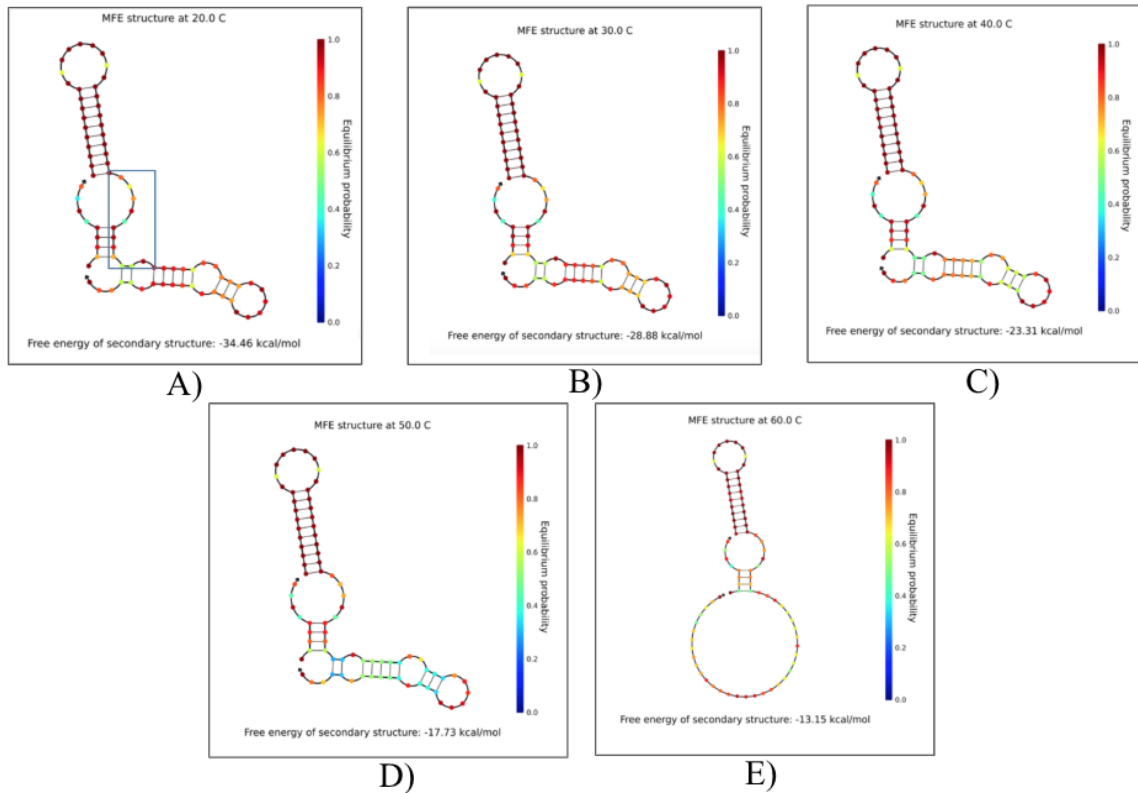 MFE structure at 20.0 C
1.0
0.8
0.6
0.4
0.2
0.0
Equilibrium probability
Free energy of secondary structure: -34.46 kcal/mol
A)
MFE structure at 30.0 C
1.0
0.8
0.6
0.4
0.2
0.0
Equilibrium probability
Free energy of secondary structure: -28.88 kcal/mol
B)
MFE structure at 40.0 C
1.0
0.8
0.6
0.4
0.2
0.0
Equilibrium probability
Free energy of secondary structure: -23.31 kcal/mol
C)
MFE structure at 50.0 C
1.0
0.8
0.6
0.4
0.2
0.0
Equilibrium probability
Free energy of secondary structure: -17.73 kcal/mol
D)
MFE structure at 60.0 C
1.0
0.8
0.6
0.4
0.2
0.0
Equilibrium probability
Free energy of secondary structure: -13.15 kcal/mol
E)